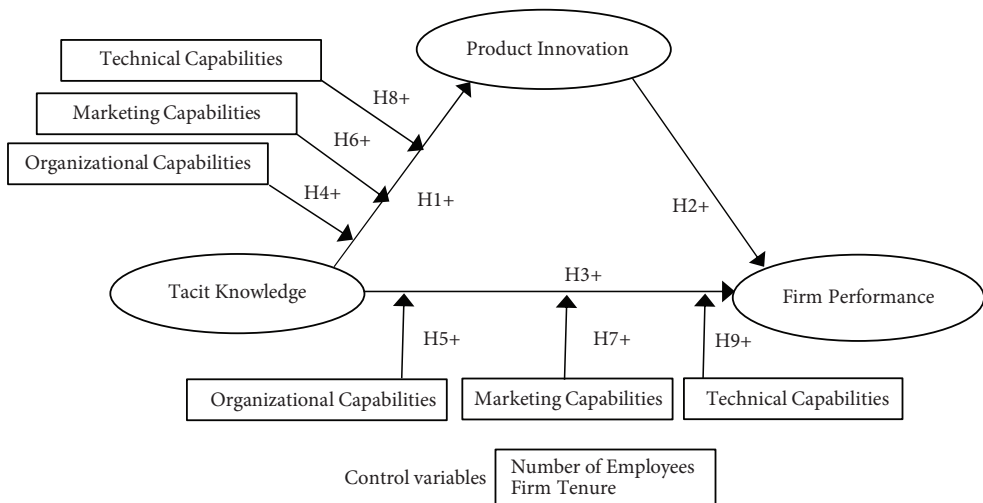 Product Innovation
Technical Capabilities
H8+
Marketing Capabilities
H6+
Organizational Capabilities
H4+
H1+
H2+
Tacit Knowledge
H3+
Firm Performance
H5+
H7+
H9+
Organizational Capabilities
Marketing Capabilities
Technical Capabilities
Control variables
Number of Employees
Firm Tenure